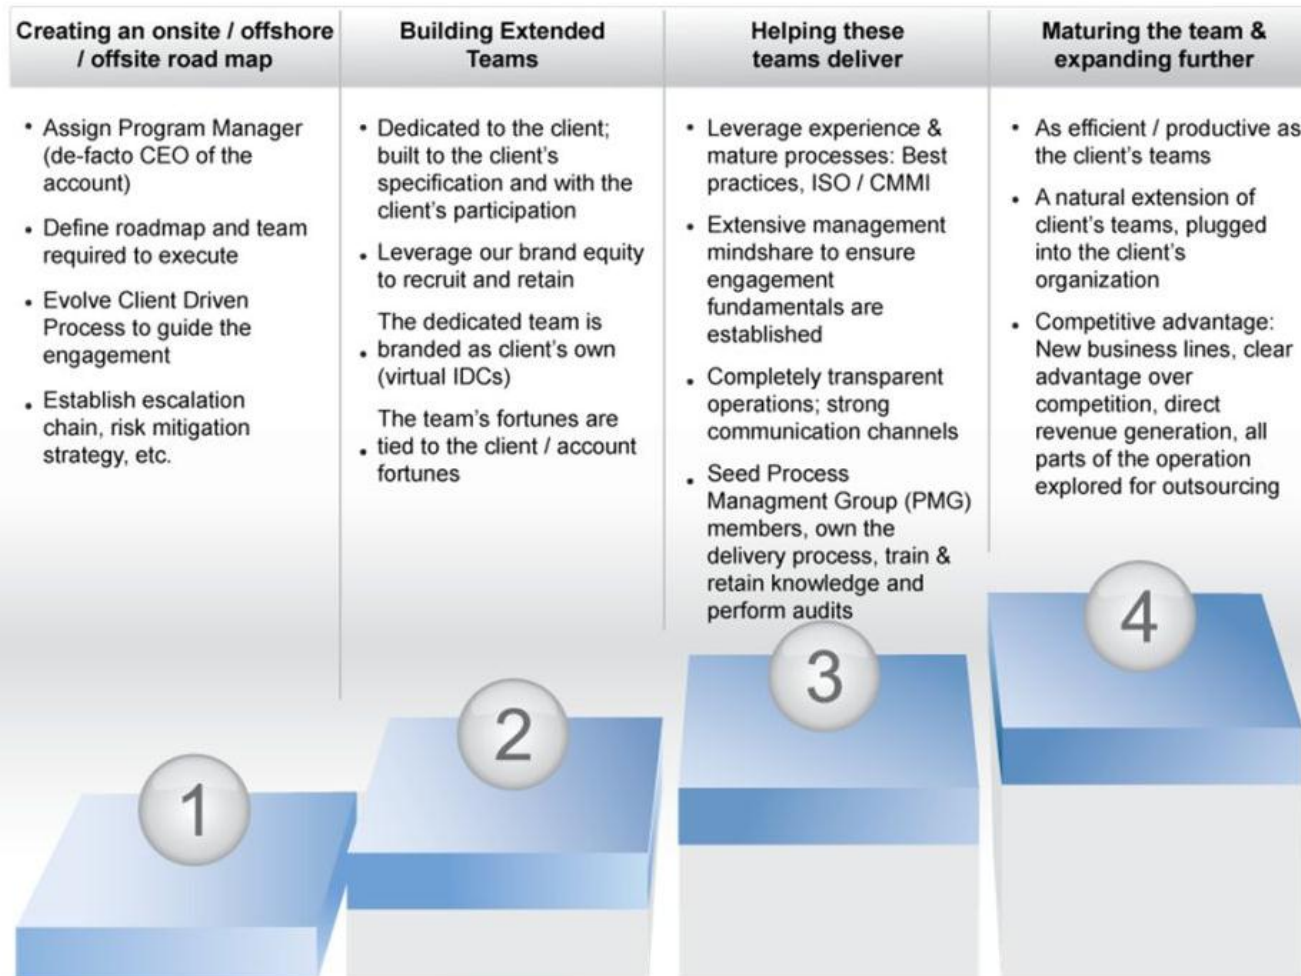 Creating an onsite / offshore
/ offsite road map
• Assign Program Manager
(de-facto CEO of the
account)
• Define roadmap and team
required to execute
• Evolve Client Driven
Process to guide the
engagement
• Establish escalation
chain, risk mitigation
strategy, etc.
Building Extended
Teams
• Dedicated to the client;
built to the client's
specification and with the
client's participation
• Leverage our brand equity
to recruit and retain
The dedicated team is
• branded as client's own
(virtual IDCs)
The team's fortunes are
• tied to the client / account
fortunes
Helping these
teams deliver
• Leverage experience &
mature processes: Best
practices, ISO / CMMI
• Extensive management
mindshare to ensure
engagement
fundamentals are
established
• Completely transparent
operations; strong
communication channels
• Seed Process
Managment Group (PMG)
members, own the
delivery process, train &
retain knowledge and
perform audits
Maturing the team &
expanding further
• As efficient / productive as
the client's teams
• A natural extension of
client's teams, plugged
into the client's
organization
• Competitive advantage:
New business lines, clear
advantage over
competition, direct
revenue generation, all
parts of the operation
explored for outsourcing
1
2
3
4